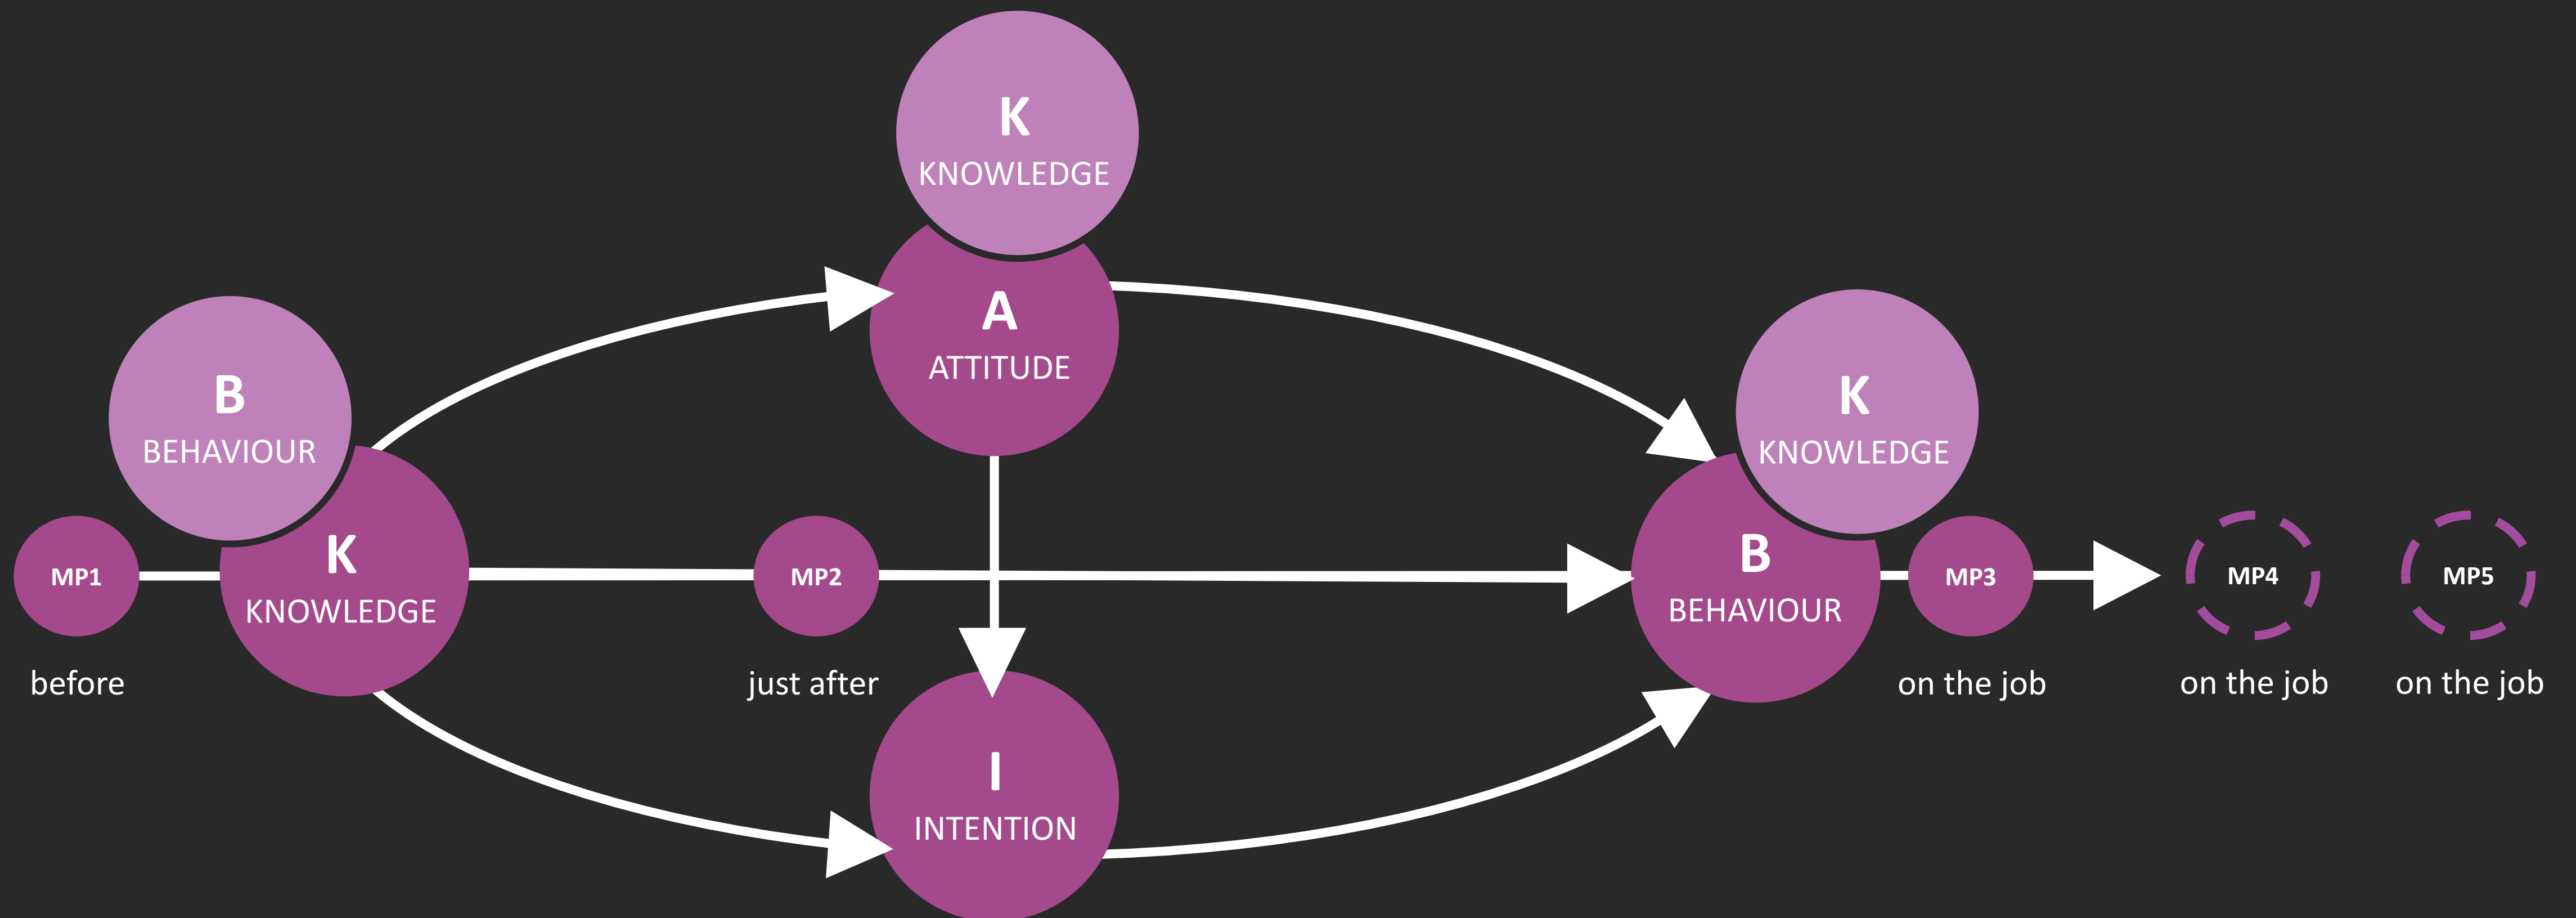 K
KNOWLEDGE
A
ATTITUDE
B
BEHAVIOUR
K
KNOWLEDGE
K
KNOWLEDGE
B
BEHAVIOUR
MP1
MP2
MP3
MP4
MP5
before
just after
on the job
on the job
on the job
I
INTENTION